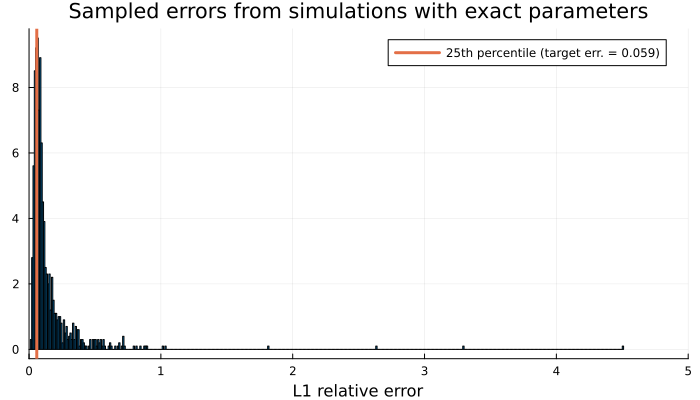 Sampled errors from simulations with exact parameters
25th percentile (target err. = 0.059)
8
6
4
2
0
0 1 2 3 4 5
L1 relative error